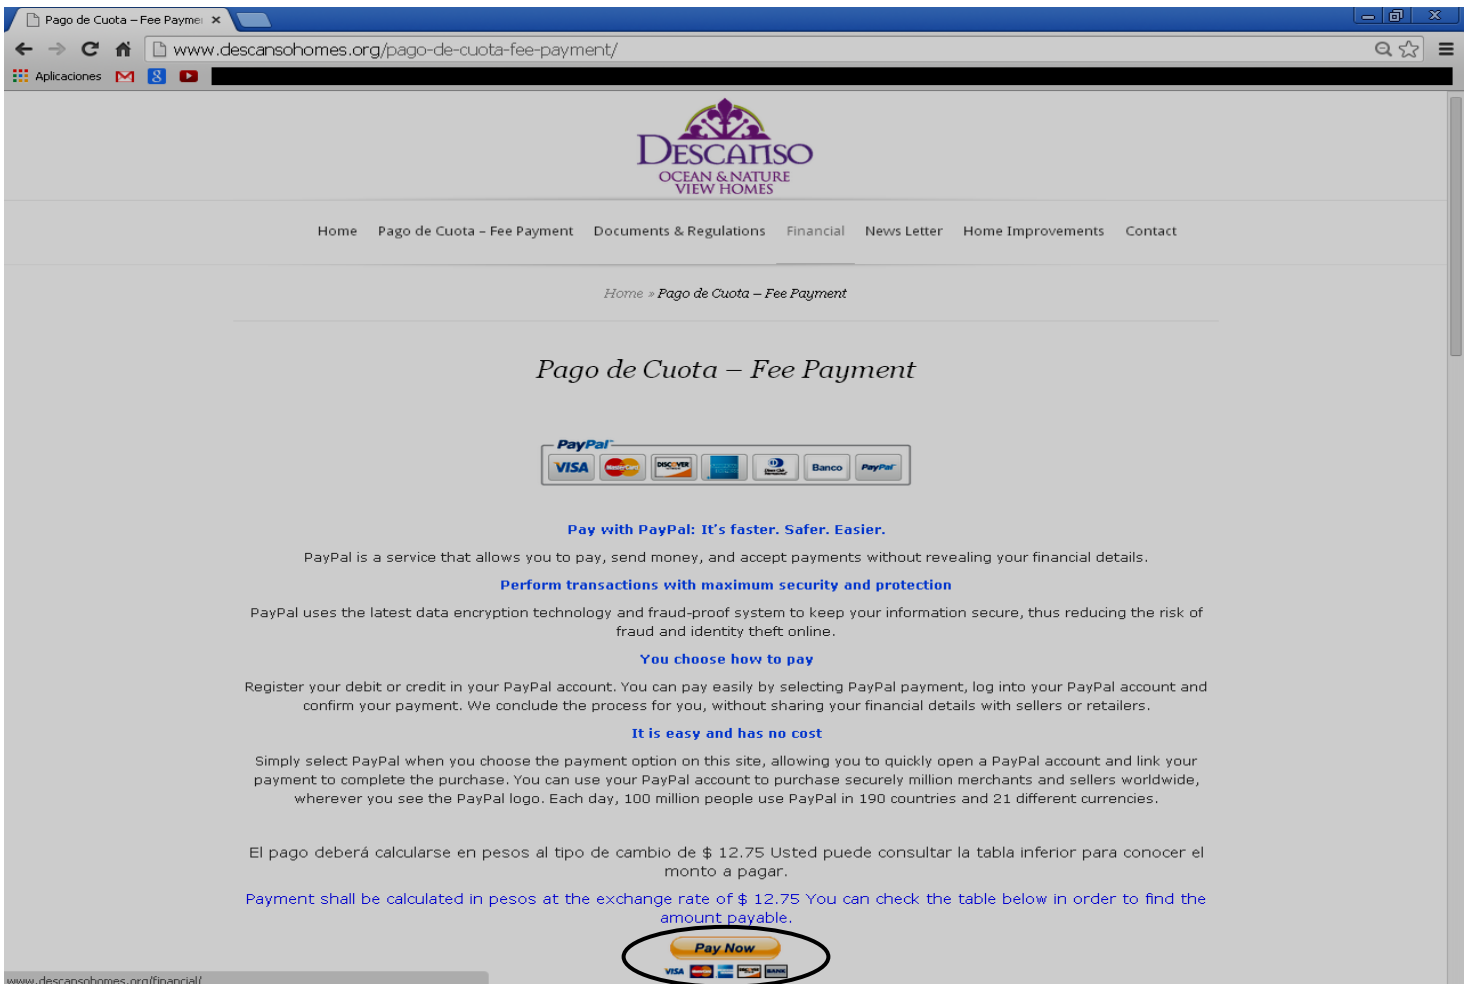 Pago de Cuota – Fee Paymen
www.descansohomes.org/pago-de-cuota-fee-payment/
Aplicaciones
DESCANSO
OCEAN & NATURE
VIEW HOMES
Home Pago de Cuota – Fee Payment Documents & Regulations Financial News Letter Home Improvements Contact
Home » Pago de Cuota – Fee Payment
Pago de Cuota – Fee Payment
PayPal
VISA MasterCard DISCOVER Banco PayPal
Pay with PayPal: It's faster. Safer. Easier.
PayPal is a service that allows you to pay, send money, and accept payments without revealing your financial details.
Perform transactions with maximum security and protection
PayPal uses the latest data encryption technology and fraud-proof system to keep your information secure, thus reducing the risk of
fraud and identity theft online.
You choose how to pay
Register your debit or credit in your PayPal account. You can pay easily by selecting PayPal payment, log into your PayPal account and
confirm your payment. We conclude the process for you, without sharing your financial details with sellers or retailers.
It is easy and has no cost
Simply select PayPal when you choose the payment option on this site, allowing you to quickly open a PayPal account and link your
payment to complete the purchase. You can use your PayPal account to purchase securely million merchants and sellers worldwide,
wherever you see the PayPal logo. Each day, 100 million people use PayPal in 190 countries and 21 different currencies.
El pago deberá calcularse en pesos al tipo de cambio de $ 12.75 Usted puede consultar la tabla inferior para conocer el
monto a pagar.
Payment shall be calculated in pesos at the exchange rate of $ 12.75 You can check the table below in order to find the
amount payable.
Pay Now
VISA BANK
www.descansohomes.org/financial/